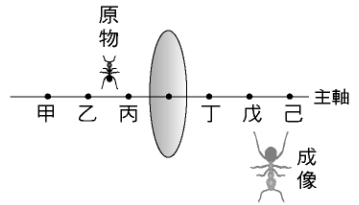 原物
主軸
甲 乙 丙 丁 戊 己
成像